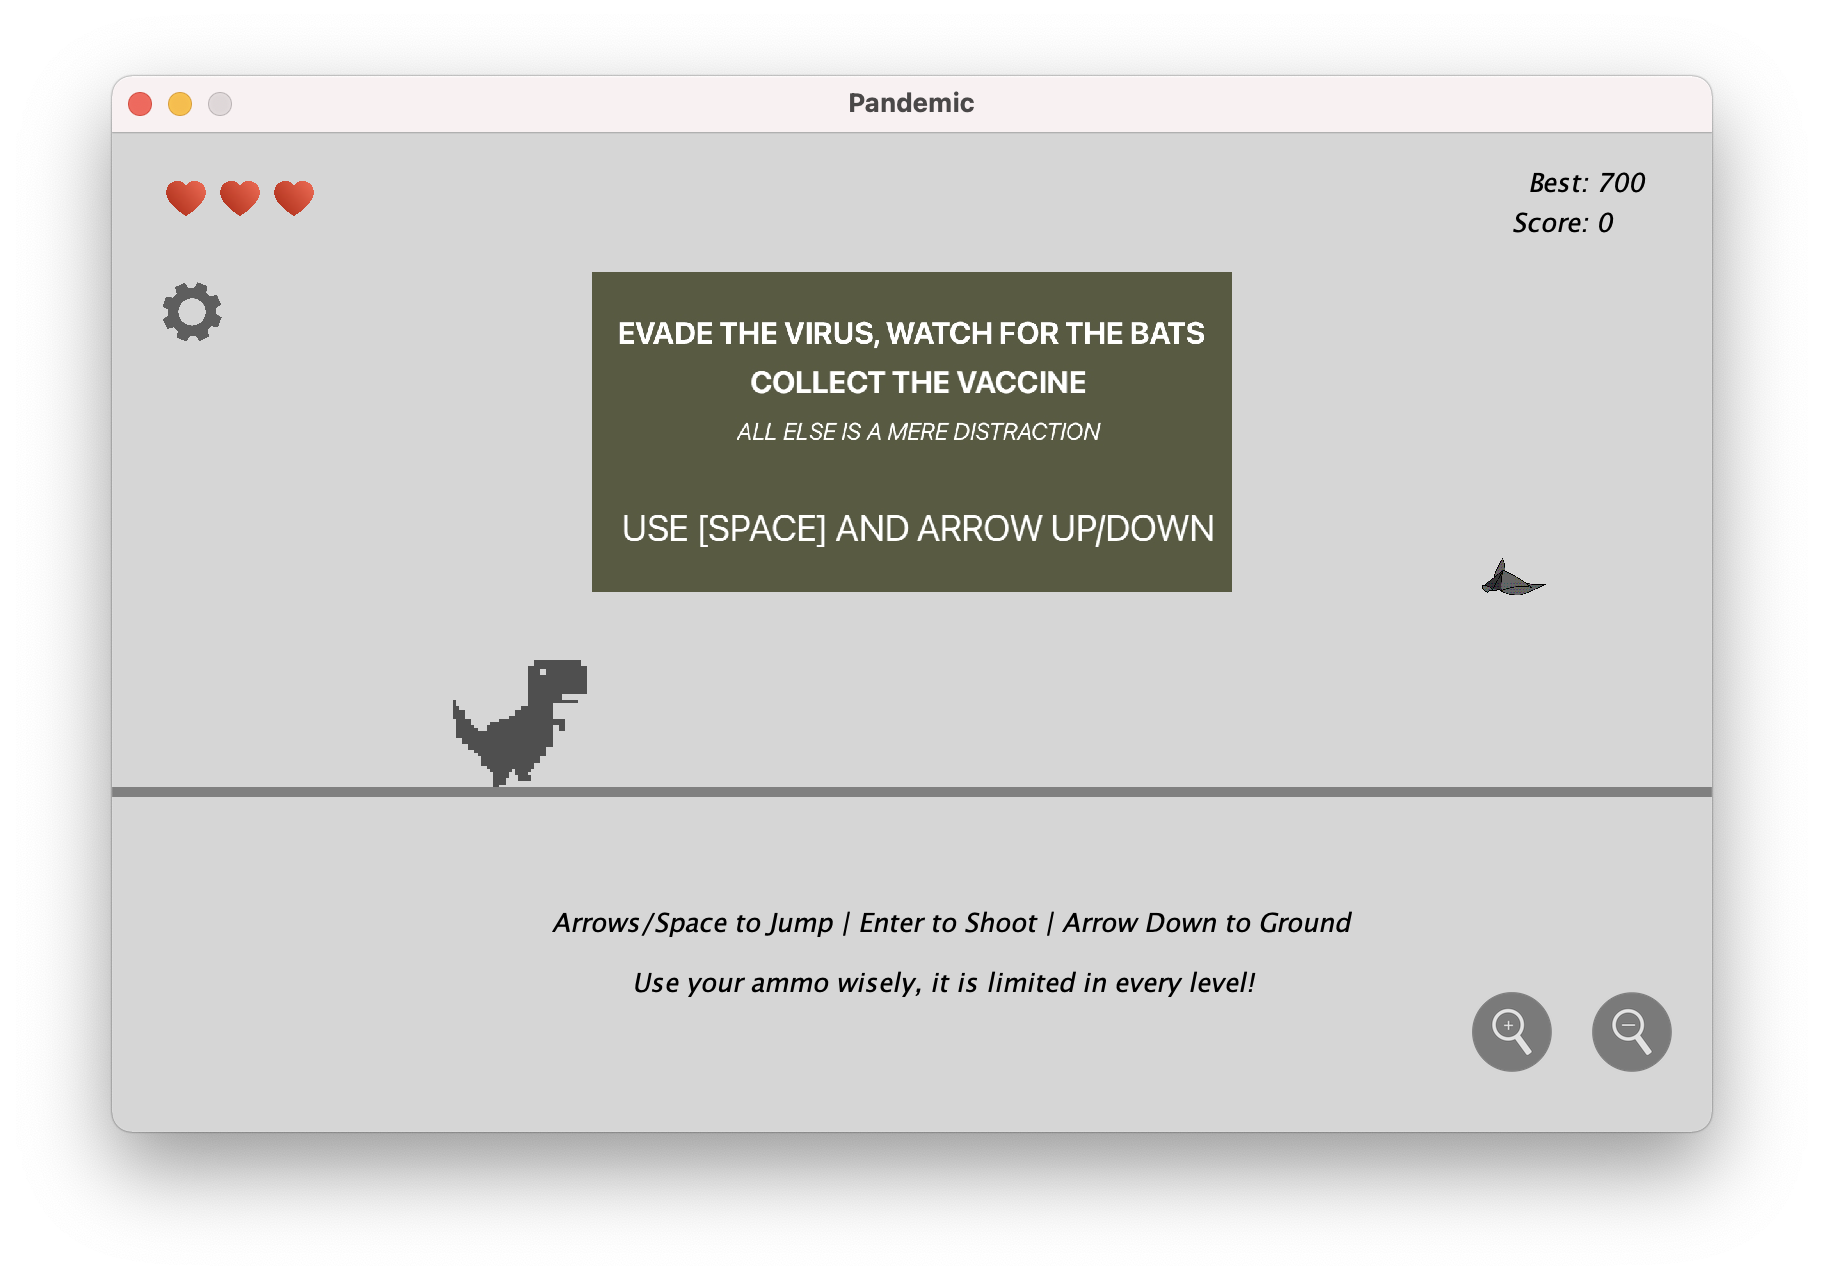 Pandemic
Best: 700
Score: 0
EVADE THE VIRUS, WATCH FOR THE BATS
COLLECT THE VACCINE
ALL ELSE IS A MERE DISTRACTION
USE [SPACE] AND ARROW UP/DOWN
Arrows/Space to Jump | Enter to Shoot | Arrow Down to Ground
Use your ammo wisely, it is limited in every level!